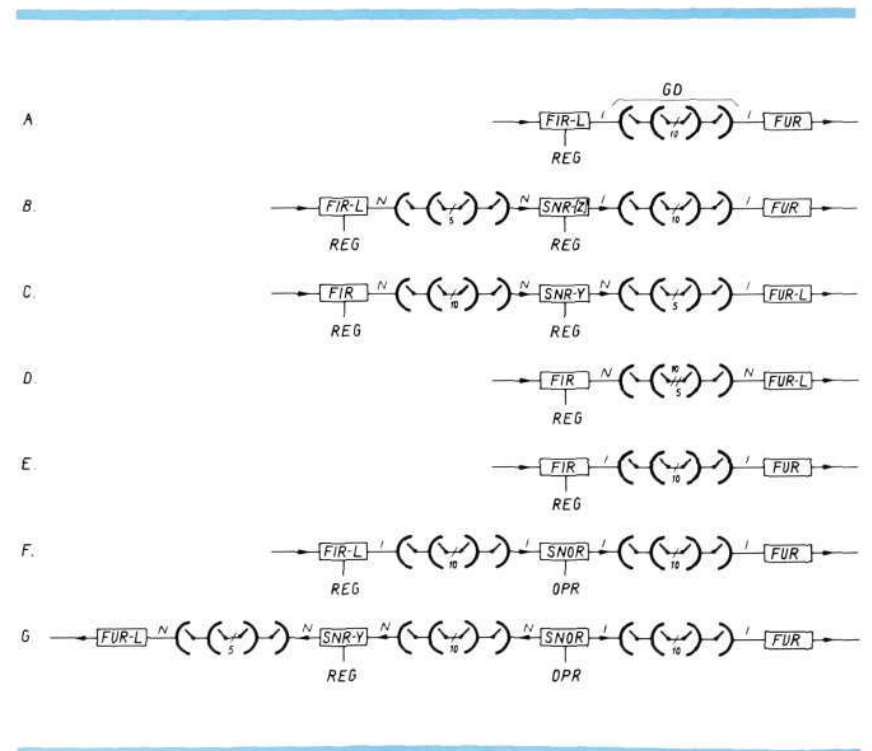 GD
A. FIR-L I 10 I FUR
REG
B. FIR-L N 5 N SNR-[Z] I 10 I FUR
REG REG
C. FIR N 10 N SNR-Y N 5 I FUR-L
REG REG
D. FIR N 10 5 N FUR-L
REG
E. FIR I 10 I FUR
REG
F. FIR-L I 10 I SNOR I 10 I FUR
REG OPR
G FUR-L N 5 N SNR-Y N 10 N SNOR I 10 I FUR
REG OPR